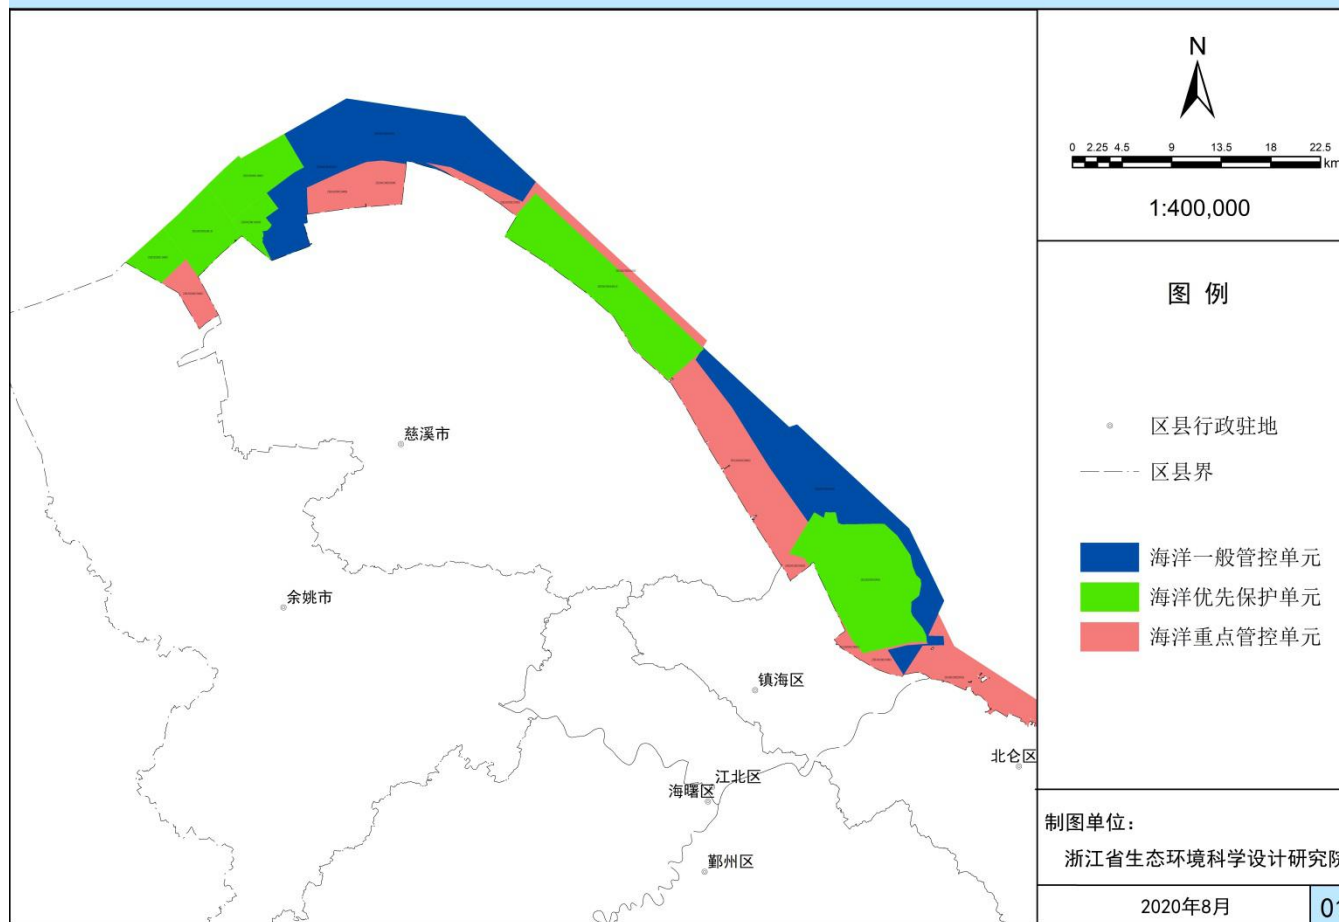 N
0 2.25 4.5 9 13.5 18 22.5
km
1:400,000
图 例
区县行政驻地
区县界
海洋一般管控单元
海洋优先保护单元
海洋重点管控单元
慈溪市
余姚市
镇海区
北仑区
江北区
海曙区
鄞州区
制图单位：
浙江省生态环境科学设计研究院
2020年8月
01